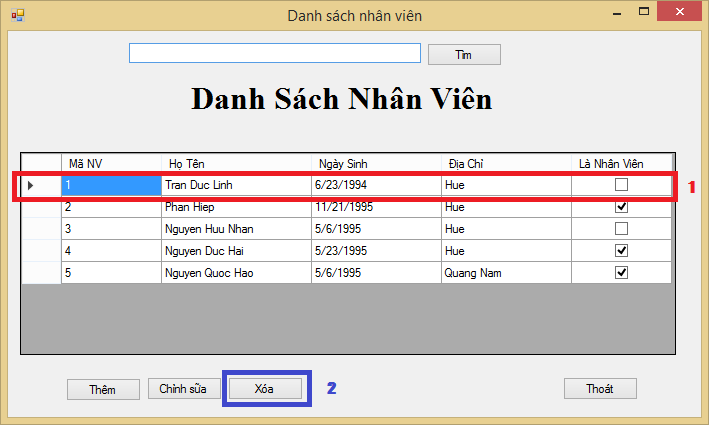 Danh sách nhân viên
Tìm
Danh Sách Nhân Viên
Mã NV Họ Tên Ngày Sinh Địa Chỉ Là Nhân Viên
1 Tran Duc Linh 6/23/1994 Hue
1
2 Phan Hiep 11/21/1995 Hue
3 Nguyen Huu Nhan 5/6/1995 Hue
4 Nguyen Duc Hai 5/23/1995 Hue
5 Nguyen Quoc Hao 5/6/1995 Quang Nam
Thêm Chỉnh sữa Xóa 2 Thoát